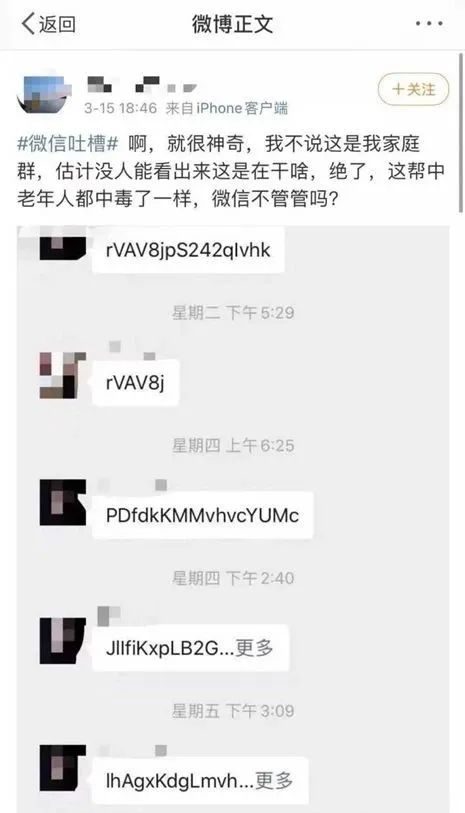 返回
微博正文
+关注
3-15 18:46 来自iPhone客户端
#微信吐槽# 啊，就很神奇，我不说这是我家庭
群，估计没人能看出来这是在干啥，绝了，这帮中
老年人都中毒了一样，微信不管管吗?
rVAV8jpS242qIvhk
星期二 下午5:29
rVAV8j
星期四 上午6:25
PDfdkKMMvhvcYUMc
星期四 下午2:40
JIlfiKxpLB2G...更多
星期五 下午3:09
lhAgxKdgLmvh...更多